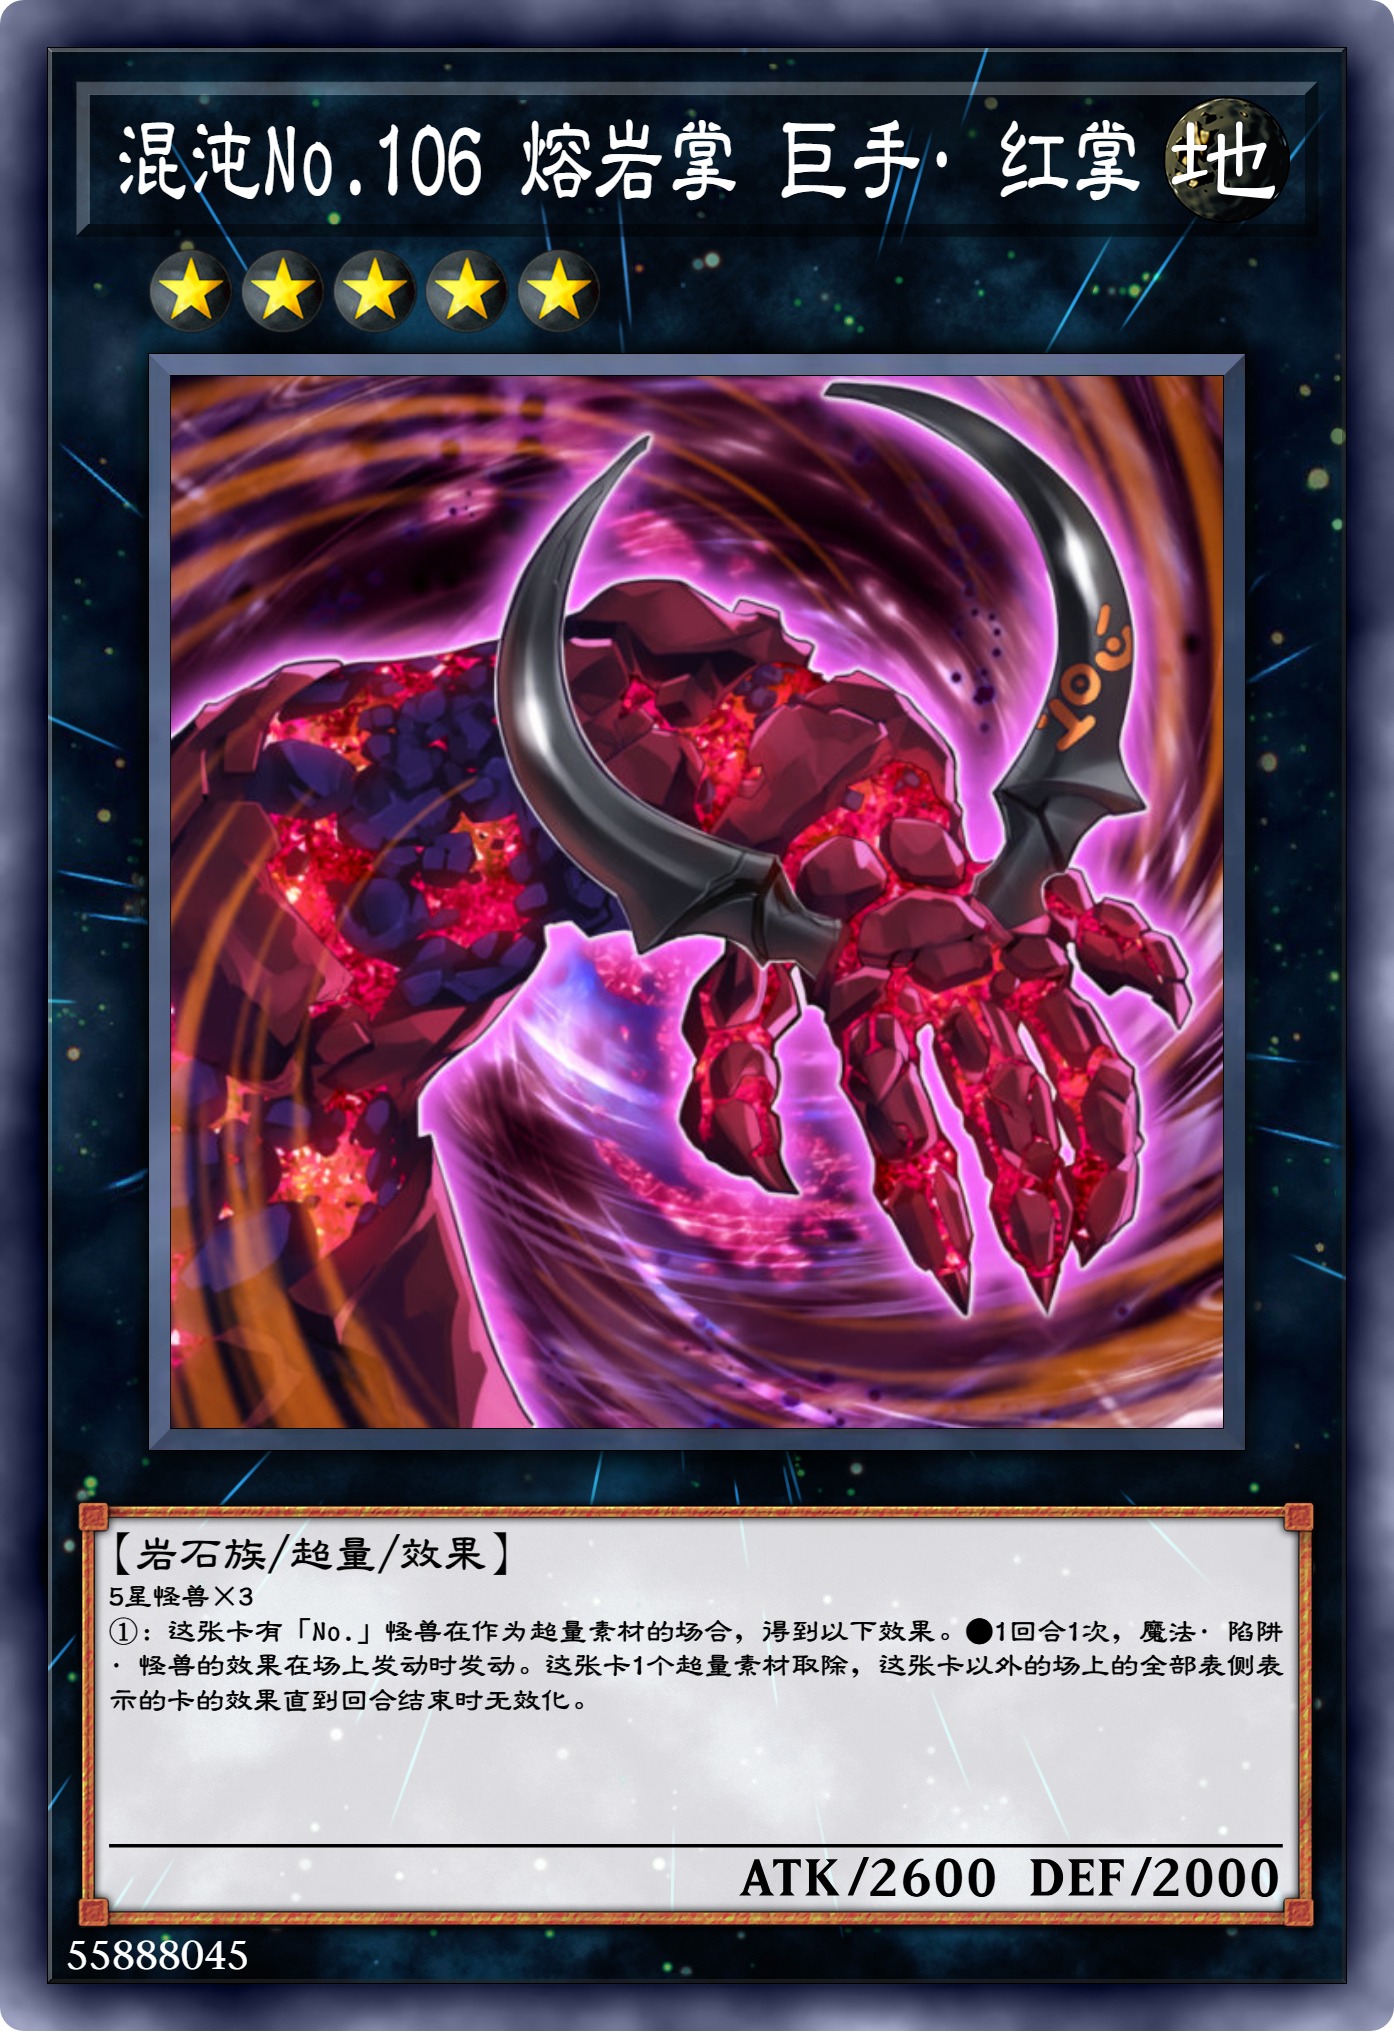 混沌No.106 熔岩掌 巨手·红掌 地
106
【岩石族/超量/效果】
5星怪兽×3
①：这张卡有「No.」怪兽在作为超量素材的场合，得到以下效果。●1回合1次，魔法·陷阱
·怪兽的效果在场上发动时发动。这张卡1个超量素材取除，这张卡以外的场上的全部表侧表
示的卡的效果直到回合结束时无效化。
ATK/2600 DEF/2000
55888045